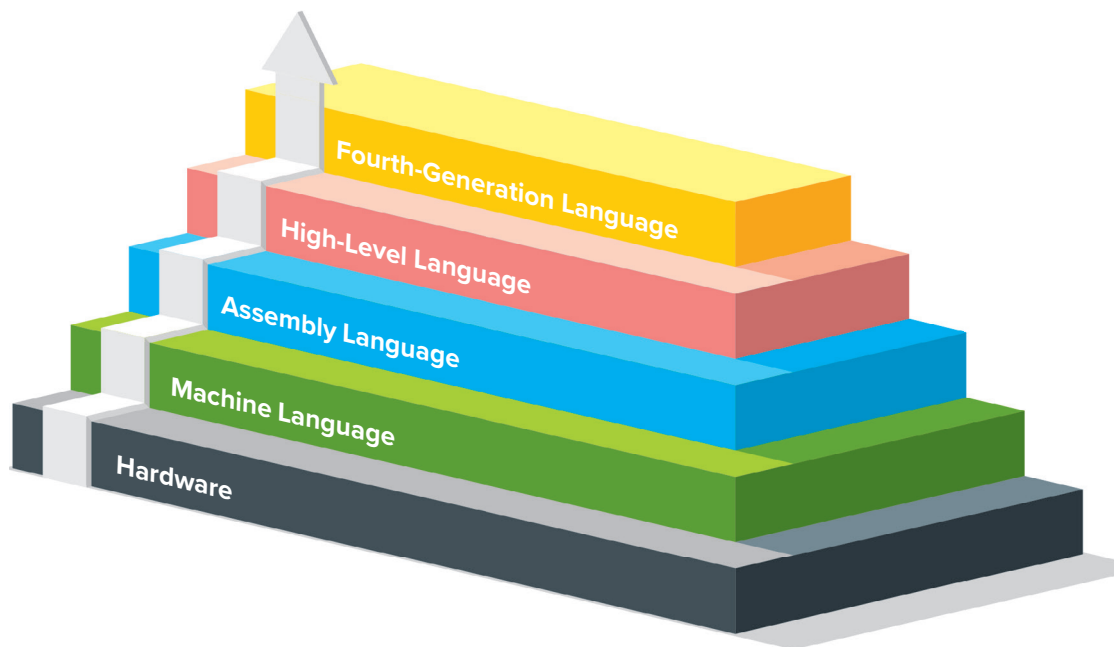 Fourth-Generation Language
High-Level Language
Assembly Language
Machine Language
Hardware